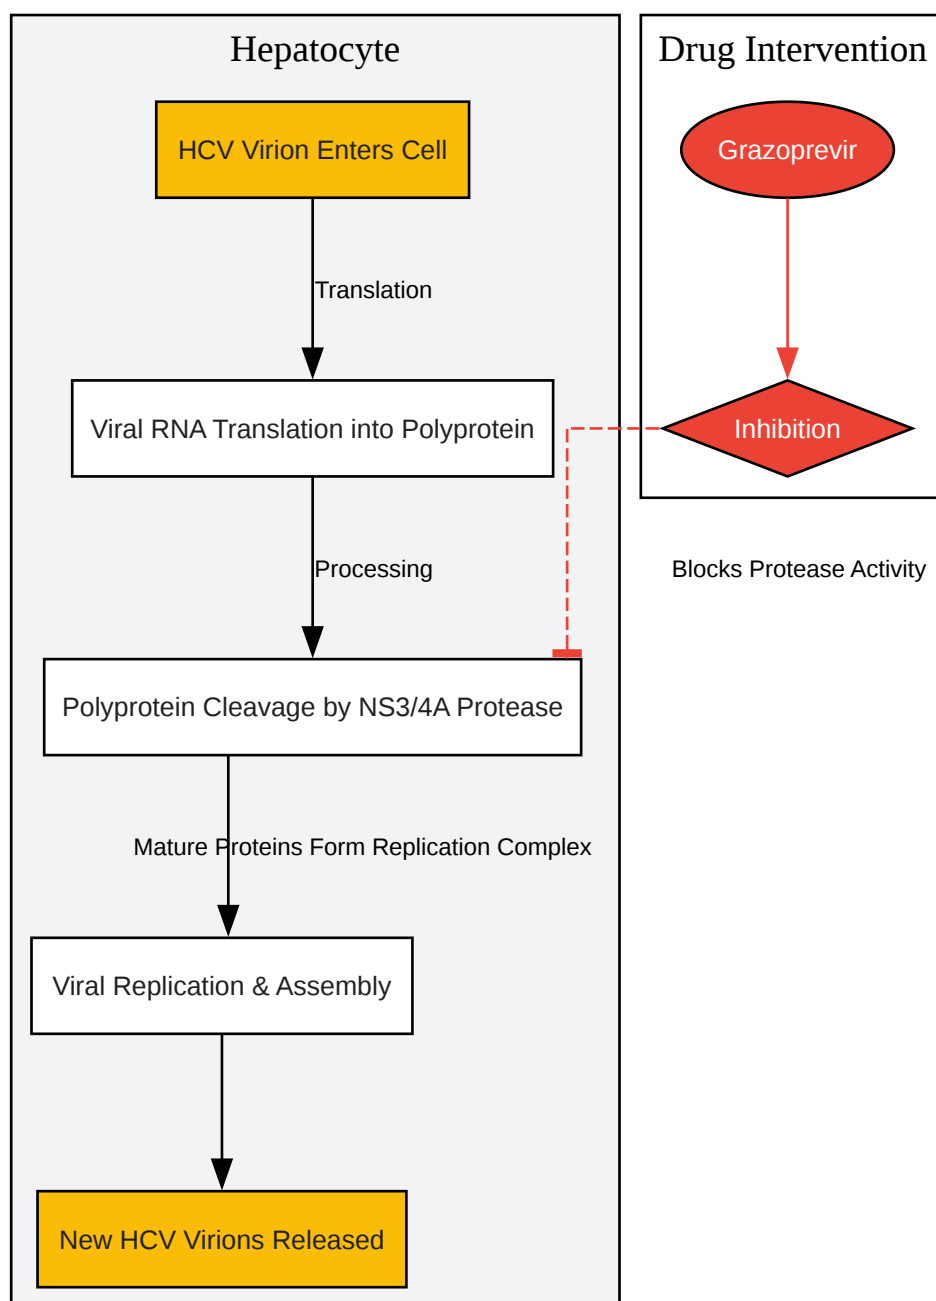 Hepatocyte
HCV Virion Enters Cell
Translation
Viral RNA Translation into Polyprotein
Processing
Polyprotein Cleavage by NS3/4A Protease
Mature Proteins Form Replication Complex
Viral Replication & Assembly
New HCV Virions Released
Drug Intervention
Grazoprevir
Inhibition
Blocks Protease Activity